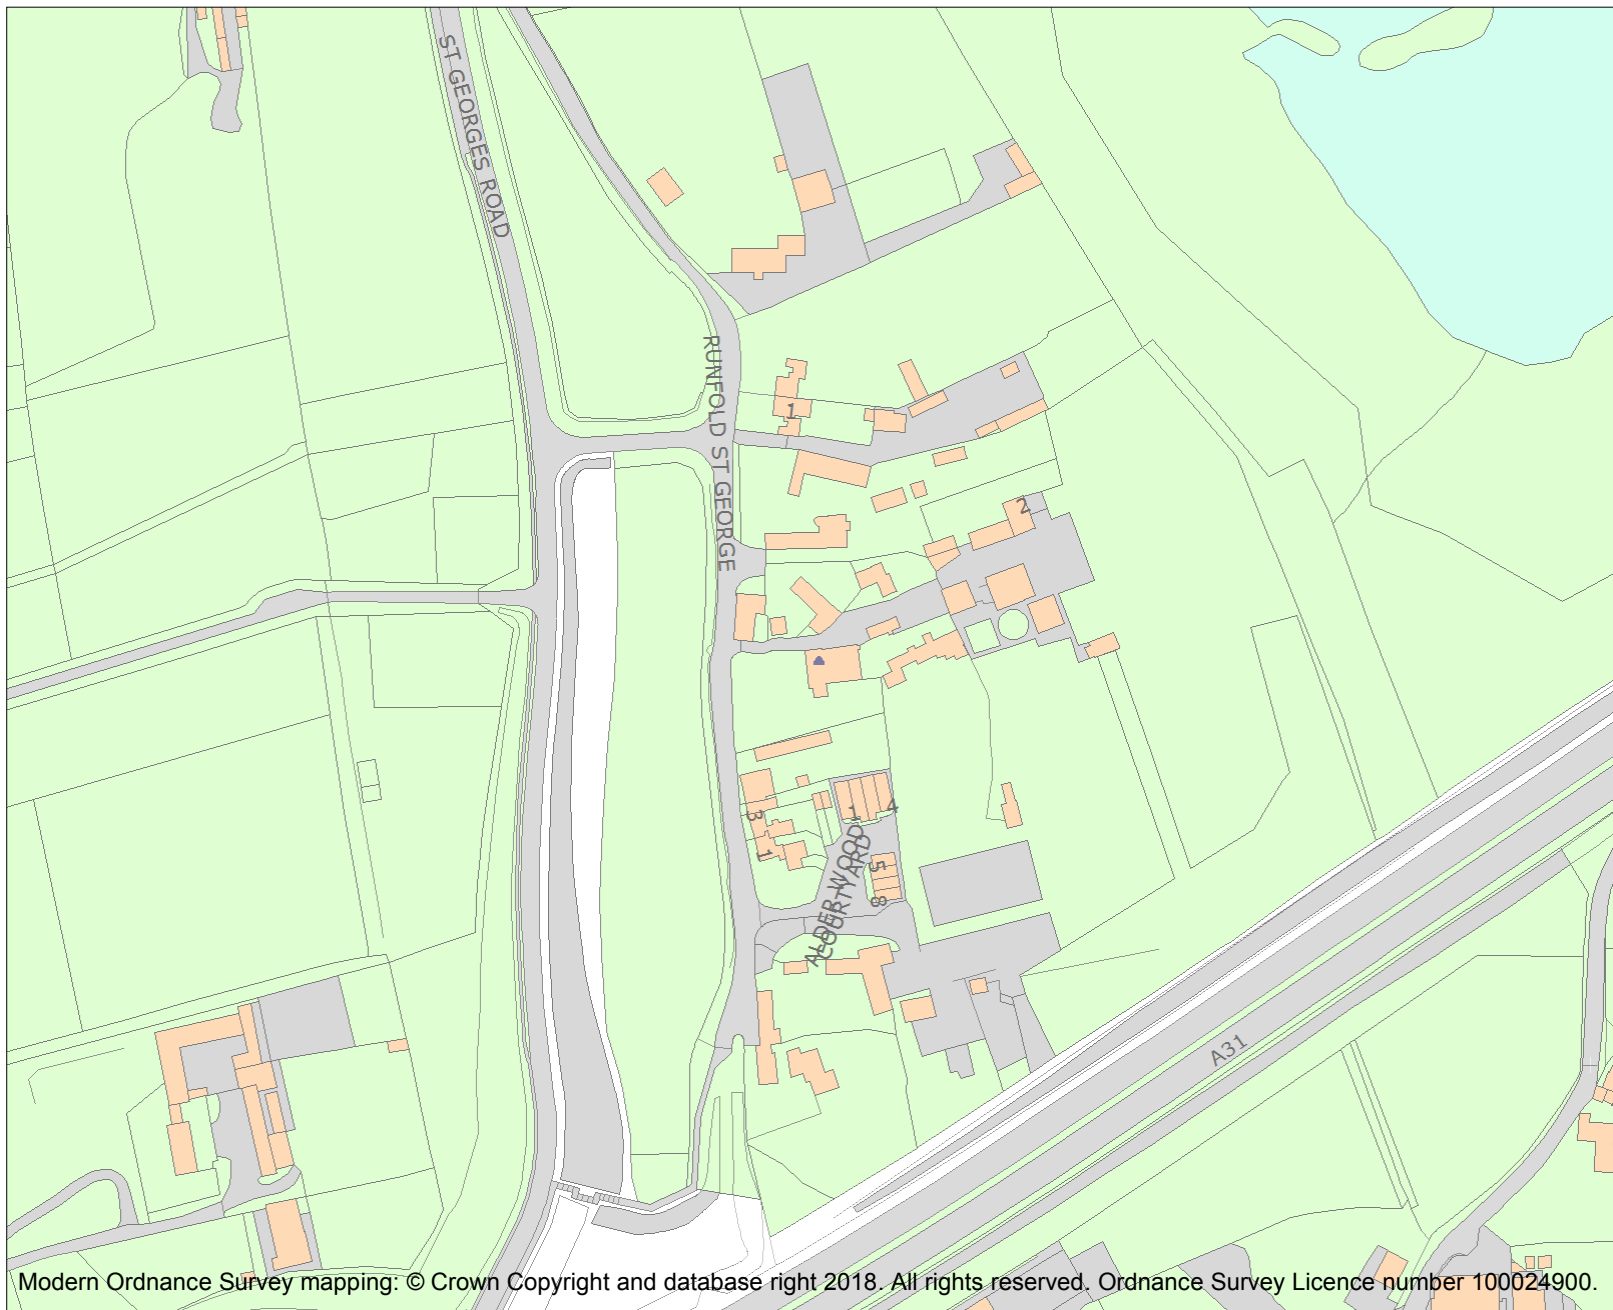 ST GEORGES ROAD
RUNFOLD ST GEORGE
1
2
3
1
1
4
ALDER WOOD
COURTYARD
5
8
A31
Modern Ordnance Survey mapping: © Crown Copyright and database right 2018. All rights reserved. Ordnance Survey Licence number 100024900.